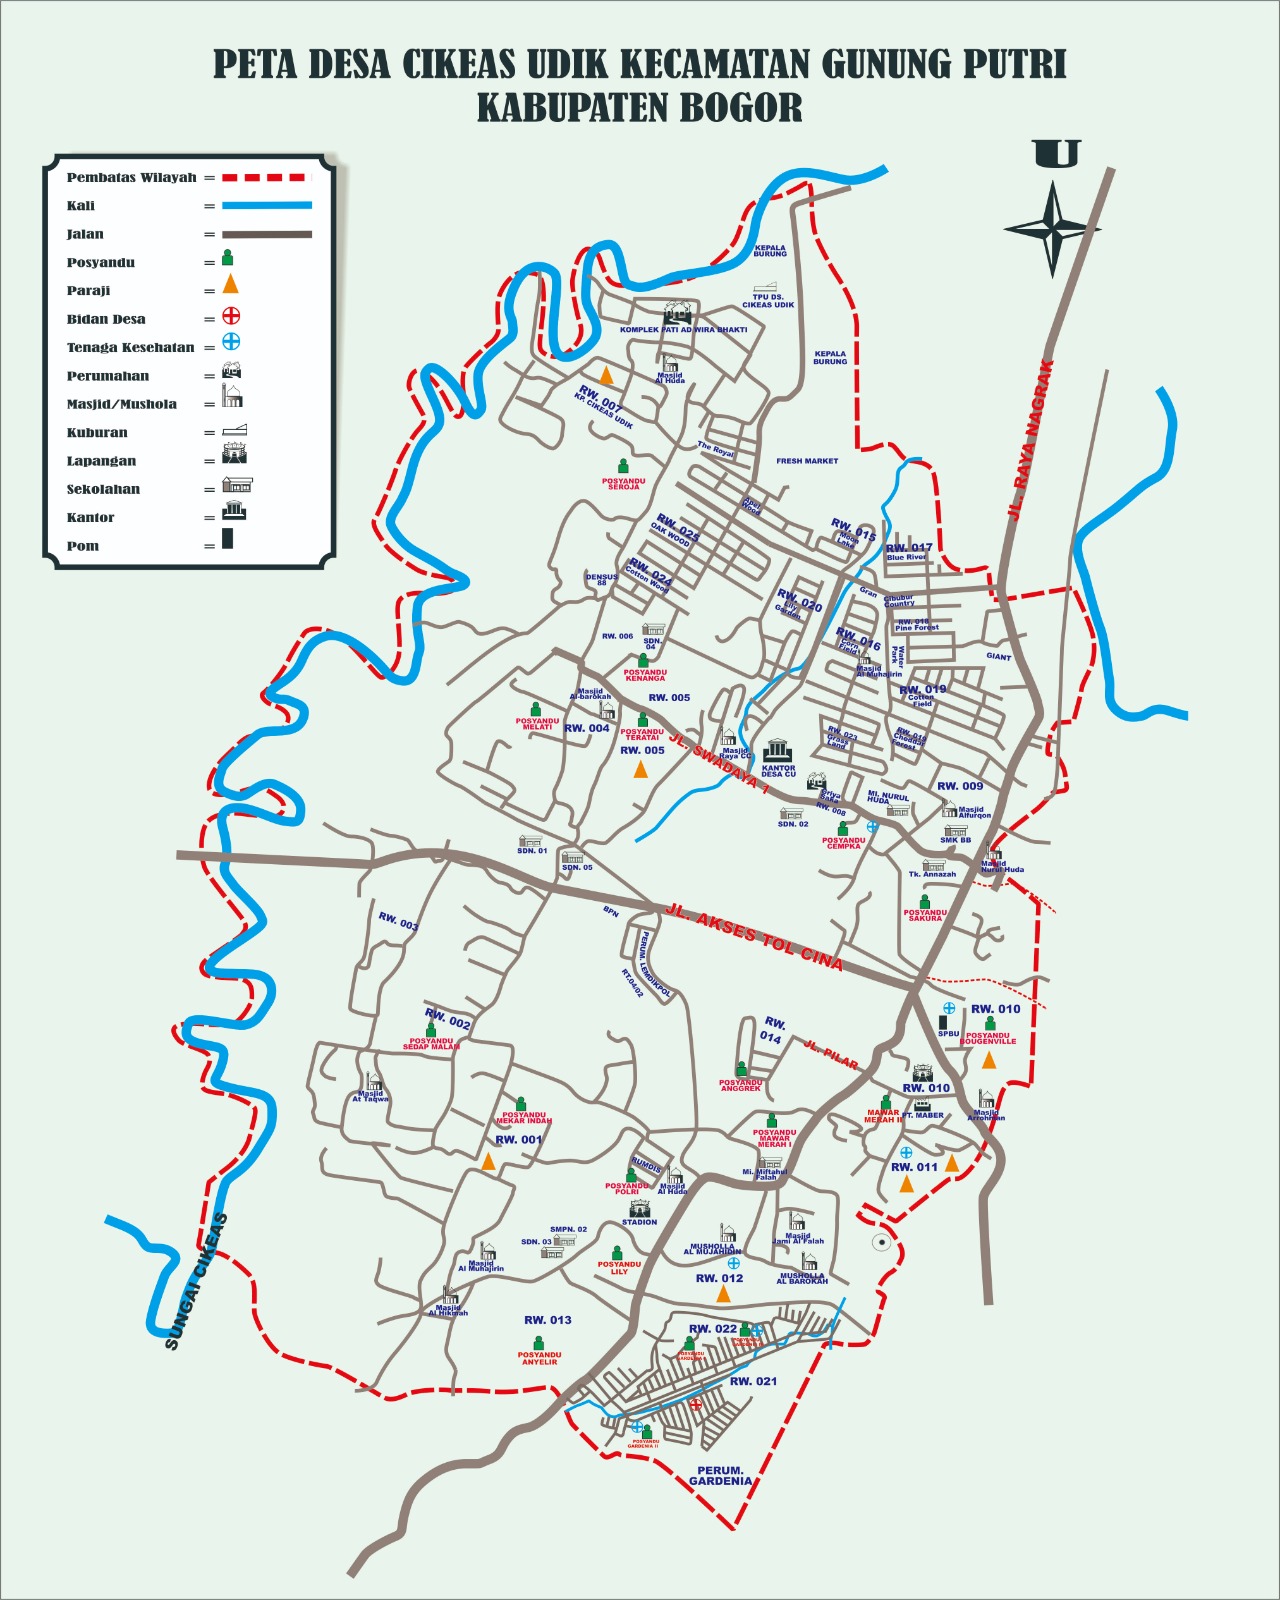 PETA DESA CIKEAS UDIK KECAMATAN GUNUNG PUTRI
KABUPATEN BOGOR
U
Pembatas Wilayah =
Kali =
Jalan =
Posyandu =
Paraji =
Bidan Desa =
Tenaga Kesehatan =
Perumahan =
Masjid/Mushola =
Kuburan =
Lapangan =
Sekolahan =
Kantor =
Pom =
KEPALA
BURUNG
TPU DS.
CIKEAS UDIK
KOMPLEK PATI ADWIRA BHAKTI
KEPALA
BURUNG
Masjid
Al Huda
RW. 007
KP. CIKEAS UDIK
JL. RAYA NAGRAK
The Royal
FRESH MARKET
POSYANDU
SEROJA
Apel
Wood
RW. 025
OAK WOOD
RW. 015
Moon
Lake
RW. 017
Blue River
RW. 024
Cotton Wood
DENSUS
88
RW. 020
Lily
Garden
Gran
Cibubur
Country
RW. 018
Pine Forest
RW. 006
SDN.
04
RW. 016
Corn
Field
Water
Park
GIANT
POSYANDU
KENANGA
Masjid
Al Muhajirin
RW. 019
Cotton
Field
Masjid
Al-barokah
RW. 005
POSYANDU
MELATI
RW. 004
POSYANDU
TERATAI
RW. 005
JL. SWADAYA 1
Masjid
Raya CC
KANTOR
DESA CU
RW. 023
Grass
Land
RW. 019
Cheddar
Forest
RW. 009
Griya
Saka
RW. 008
MI. NURUL
HUDA
Masjid
Alfurqon
SDN. 02
POSYANDU
CEMPKA
SMK BB
SDN. 01
SDN. 05
Tk. Annazah
Masjid
Nurul Huda
POSYANDU
SAKURA
RW. 003
BPN
JL. AKSES TOL CINA
PERUM. LEMDIKPOL
RT.04/02
RW. 002
POSYANDU
SEDAP MALAM
RW.
014
JL. PILAR
SPBU
RW. 010
POSYANDU
BOUGENVILLE
POSYANDU
ANGGREK
RW. 010
Masjid
At Taqwa
POSYANDU
MEKAR INDAH
RW. 001
MAWAR
MERAH II
PT. MABER
Masjid
Arrohman
POSYANDU
MAWAR
MERAH I
RW. 011
RUMDIS
POSYANDU
POLRI
Masjid
Al Huda
Mi. Miftahul
Falah
STADION
SMPN. 02
SDN. 03
Masjid
Al Muhajirin
POSYANDU
LILY
MUSHOLLA
AL MUJAHIDIN
Masjid
Jami Al Falah
MUSHOLLA
AL BAROKAH
RW. 012
SUNGAI CIKEAS
Masjid
Al Hikmah
RW. 013
POSYANDU
ANYELIR
RW. 022
RW. 021
POSYANDU
GARDENIA II
PERUM.
GARDENIA